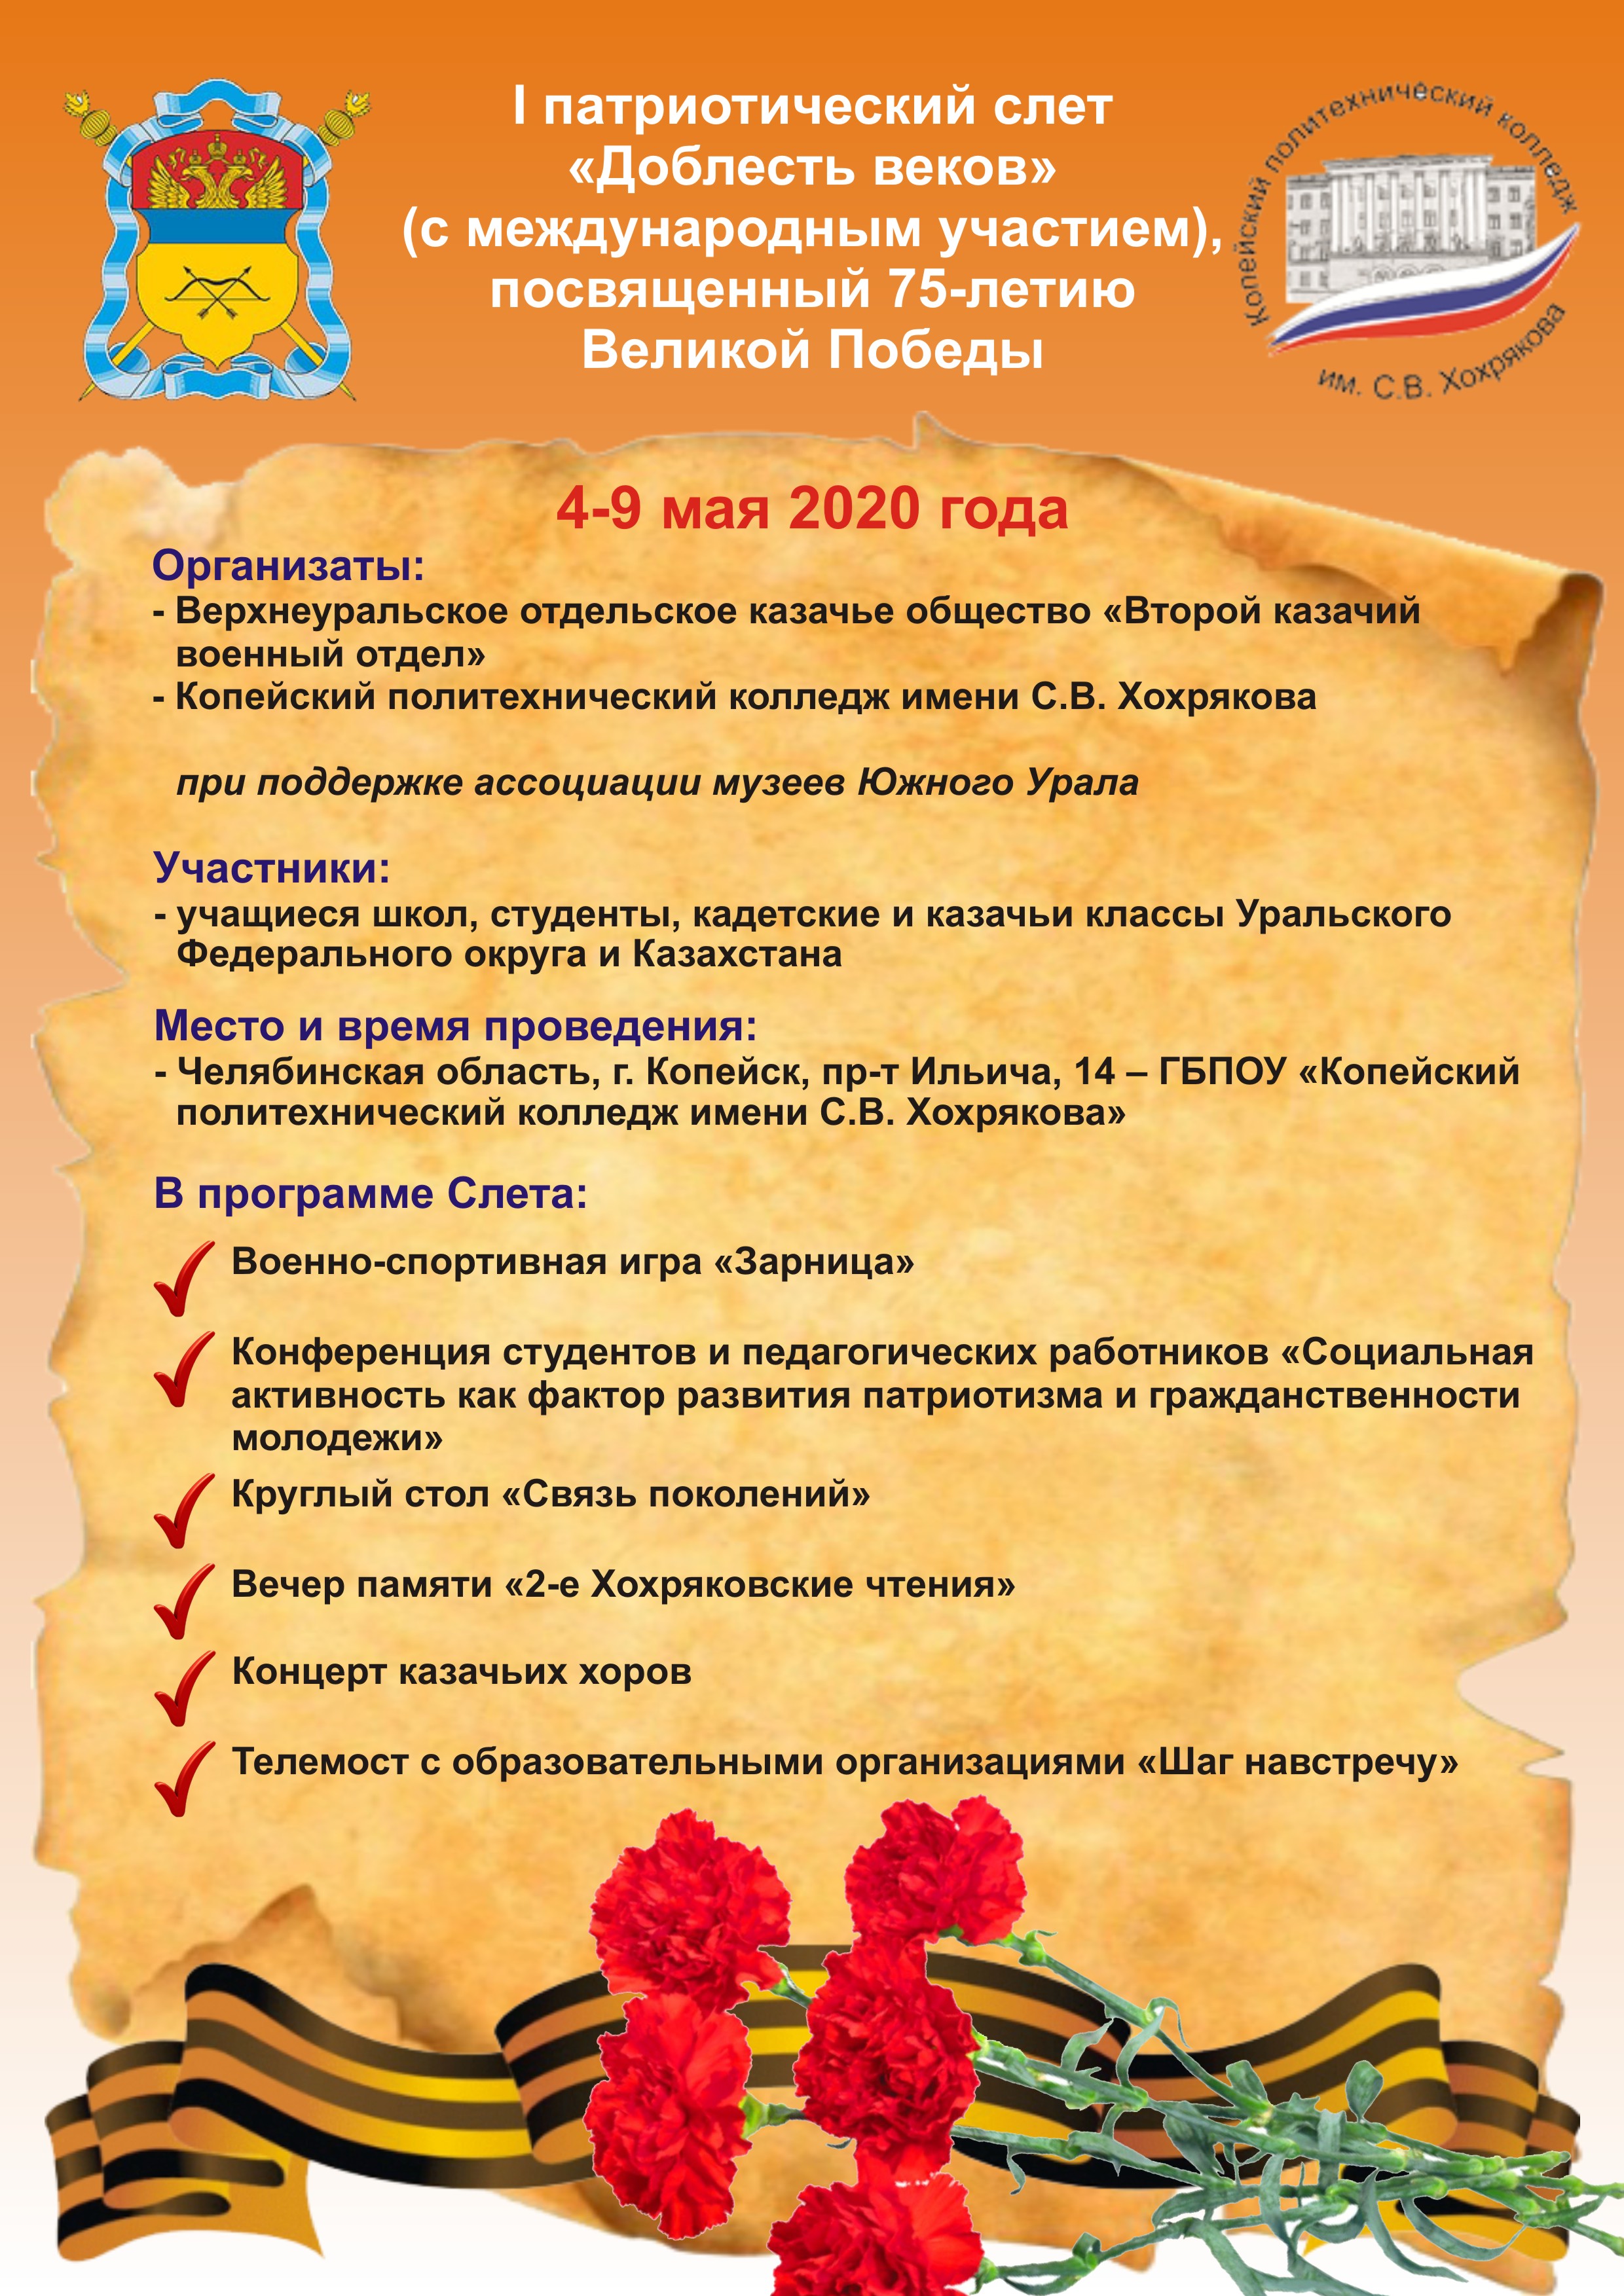 I патриотический слет
«Доблесть веков»
(с международным участием),
посвященный 75-летию
Великой Победы
Копейский политехнический колледж
им. С.В. Хохрякова
4-9 мая 2020 года
Организаты:
- Верхнеуральское отдельское казачье общество «Второй казачий
военный отдел»
- Копейский политехнический колледж имени С.В. Хохрякова
при поддержке ассоциации музеев Южного Урала
Участники:
- учащиеся школ, студенты, кадетские и казачьи классы Уральского
Федерального округа и Казахстана
Место и время проведения:
- Челябинская область, г. Копейск, пр-т Ильича, 14 – ГБПОУ «Копейский
политехнический колледж имени С.В. Хохрякова»
В программе Слета:
Военно-спортивная игра «Зарница»
Конференция студентов и педагогических работников «Социальная
активность как фактор развития патриотизма и гражданственности
молодежи»
Круглый стол «Связь поколений»
Вечер памяти «2-е Хохряковские чтения»
Концерт казачьих хоров
Телемост с образовательными организациями «Шаг навстречу»